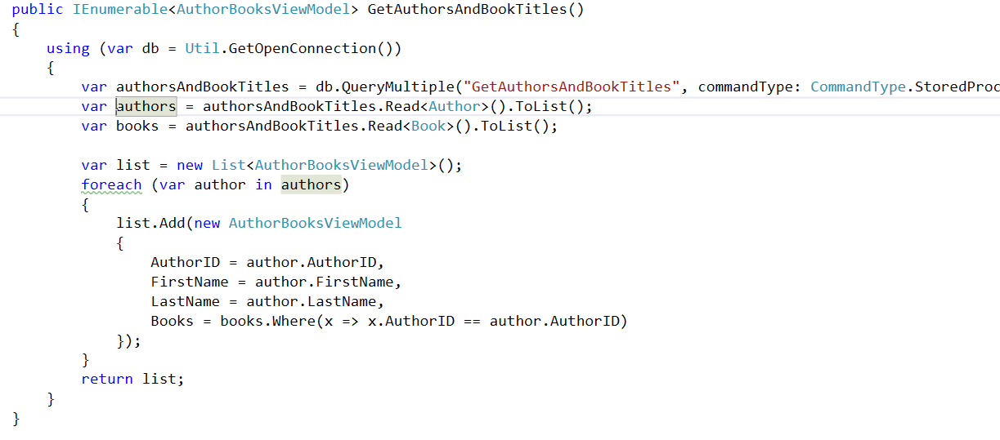 public IEnumerable<AuthorBooksViewModel> GetAuthorsAndBookTitles()
{
    using (var db = Util.GetOpenConnection())
    {
        var authorsAndBookTitles = db.QueryMultiple("GetAuthorsAndBookTitles", commandType: CommandType.StoredProc
        var authors = authorsAndBookTitles.Read<Author>().ToList();
        var books = authorsAndBookTitles.Read<Book>().ToList();

        var list = new List<AuthorBooksViewModel>();
        foreach (var author in authors)
        {
            list.Add(new AuthorBooksViewModel
            {
                AuthorID = author.AuthorID,
                FirstName = author.FirstName,
                LastName = author.LastName,
                Books = books.Where(x => x.AuthorID == author.AuthorID)
            });
        }
        return list;
    }
}